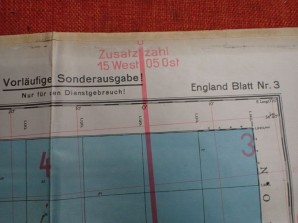 Zusatzzahl
15 West 05 Ost
Vorläufige Sonderausgabe!
Nur für den Dienstgebrauch!
England Blatt Nr. 3
4
3